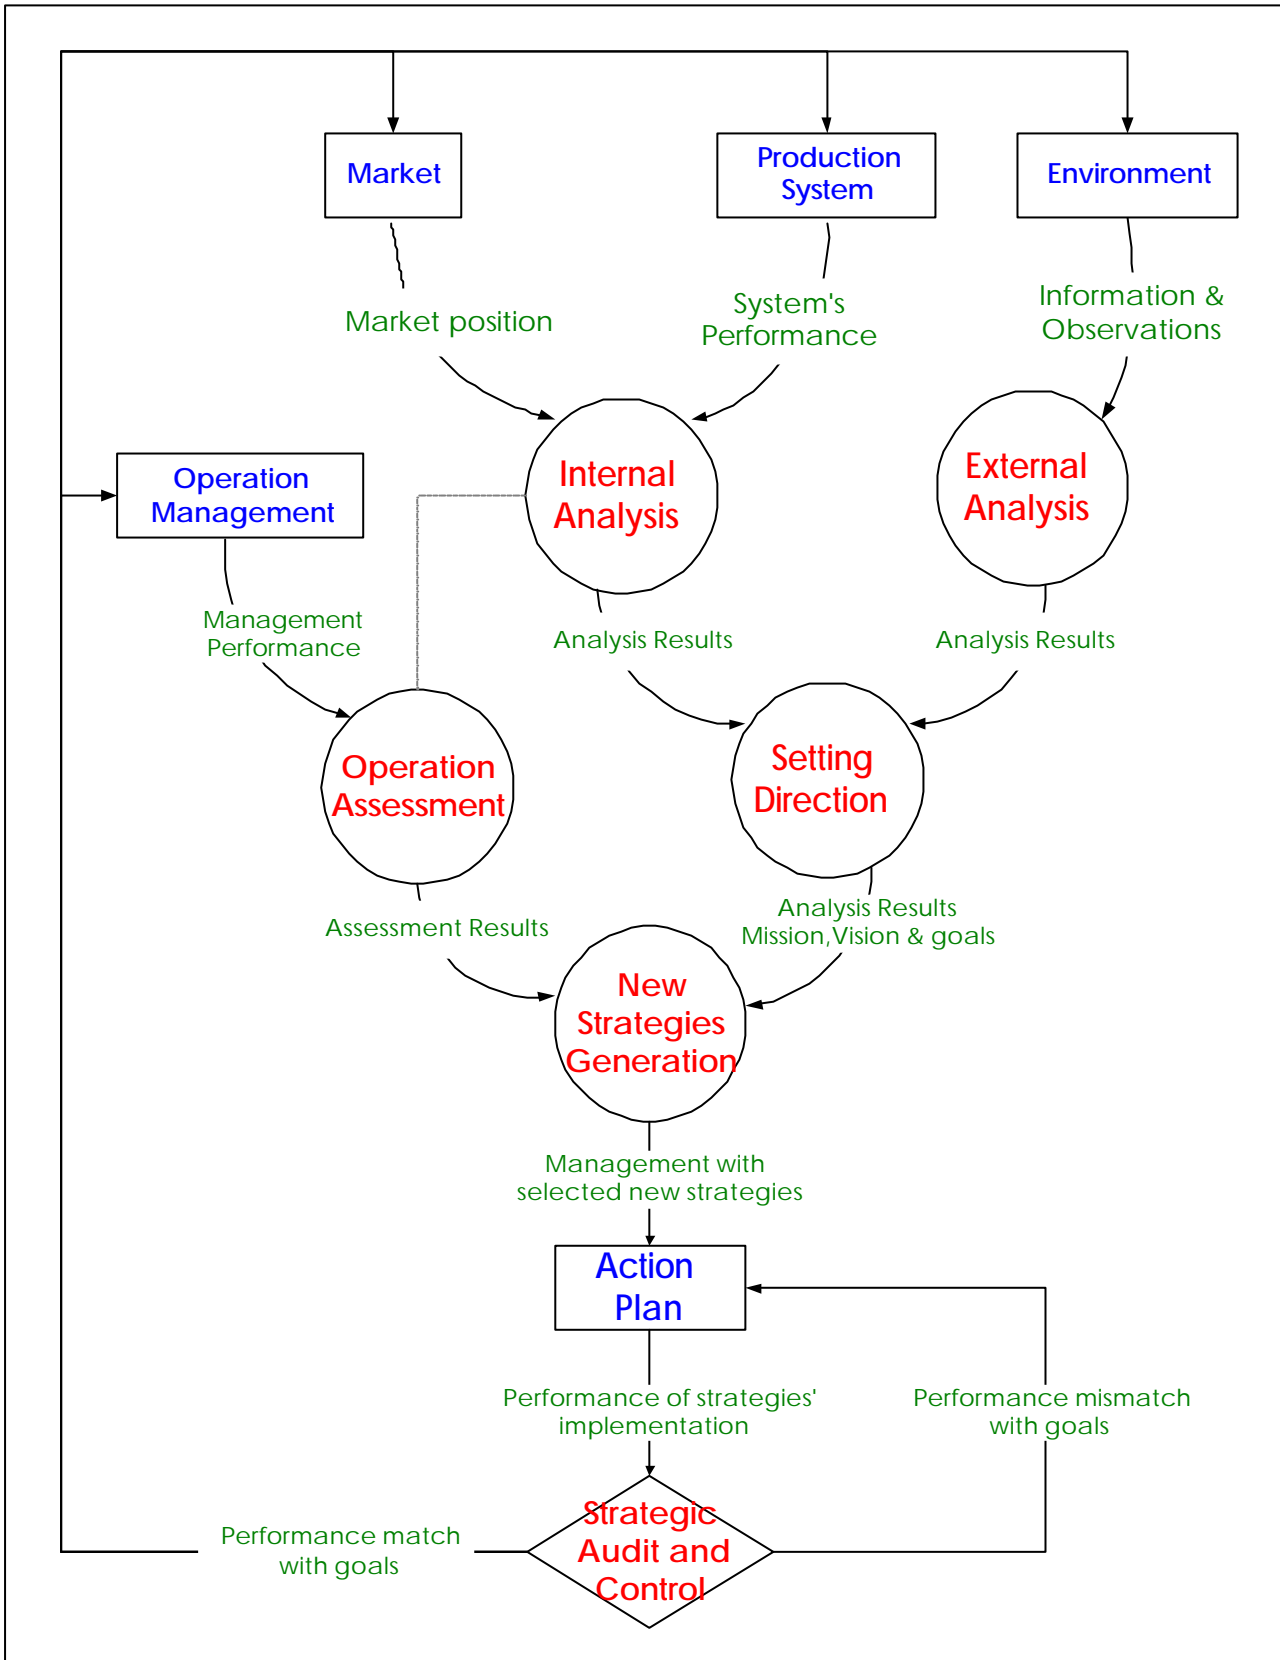 Market
Production
System
Environment
Market position
System's
Performance
Information &
Observations
Operation
Management
Internal
Analysis
External
Analysis
Management
Performance
Analysis Results
Analysis Results
Operation
Assessment
Setting
Direction
Assessment Results
Analysis Results
Mission,Vision & goals
New
Strategies
Generation
Management with
selected new strategies
Action
Plan
Performance of strategies'
implementation
Performance mismatch
with goals
Performance match
with goals
Strategic
Audit and
Control